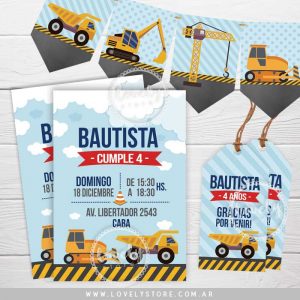 BAUTISTA
CUMPLE 4
DOMINGO
18 DICIEMBRE
DE 15:30
A 18:30
HS.
AV. LIBERTADOR 2543
CABA
BAUTISTA
4 AÑOS
GRACIAS
POR VENIR!
WWW.LOVELYSTORE.COM.AR